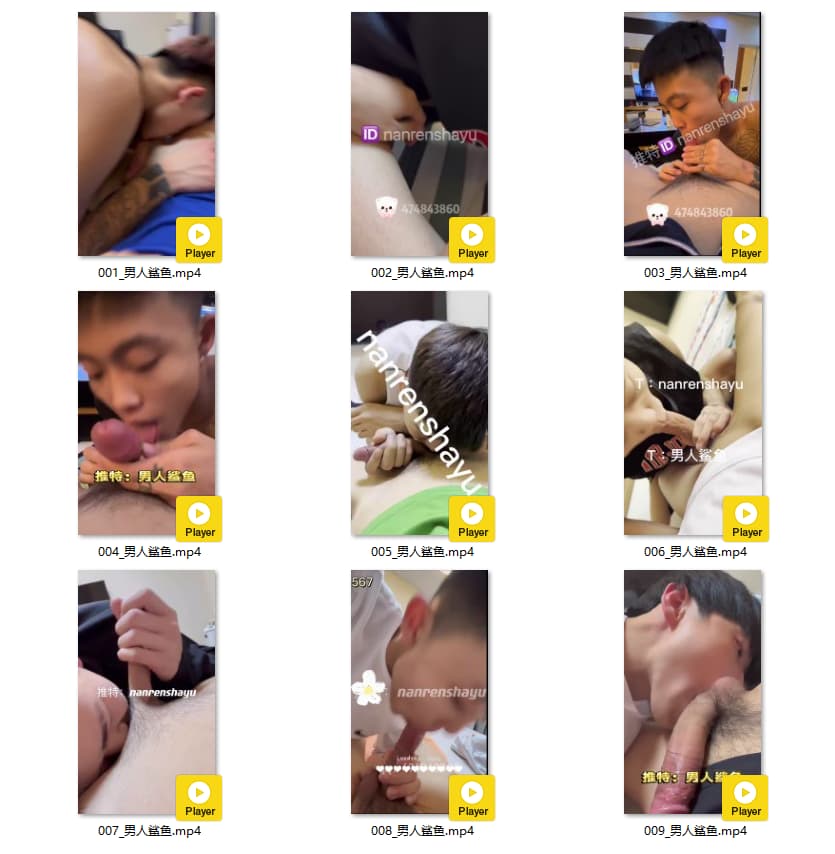 Player
001_男人鲨鱼.mp4
ID nanrenshayu
474843860
Player
002_男人鲨鱼.mp4
推特ID nanrenshayu
474843860
Player
003_男人鲨鱼.mp4
推特：男人鲨鱼
Player
004_男人鲨鱼.mp4
nanrenshayu
Player
005_男人鲨鱼.mp4
T：nanrenshayu
T：男人鲨鱼
Player
006_男人鲨鱼.mp4
推特：nanrenshayu
Player
007_男人鲨鱼.mp4
567
nanrenshayu
Player
008_男人鲨鱼.mp4
推特：男人鲨鱼
Player
009_男人鲨鱼.mp4